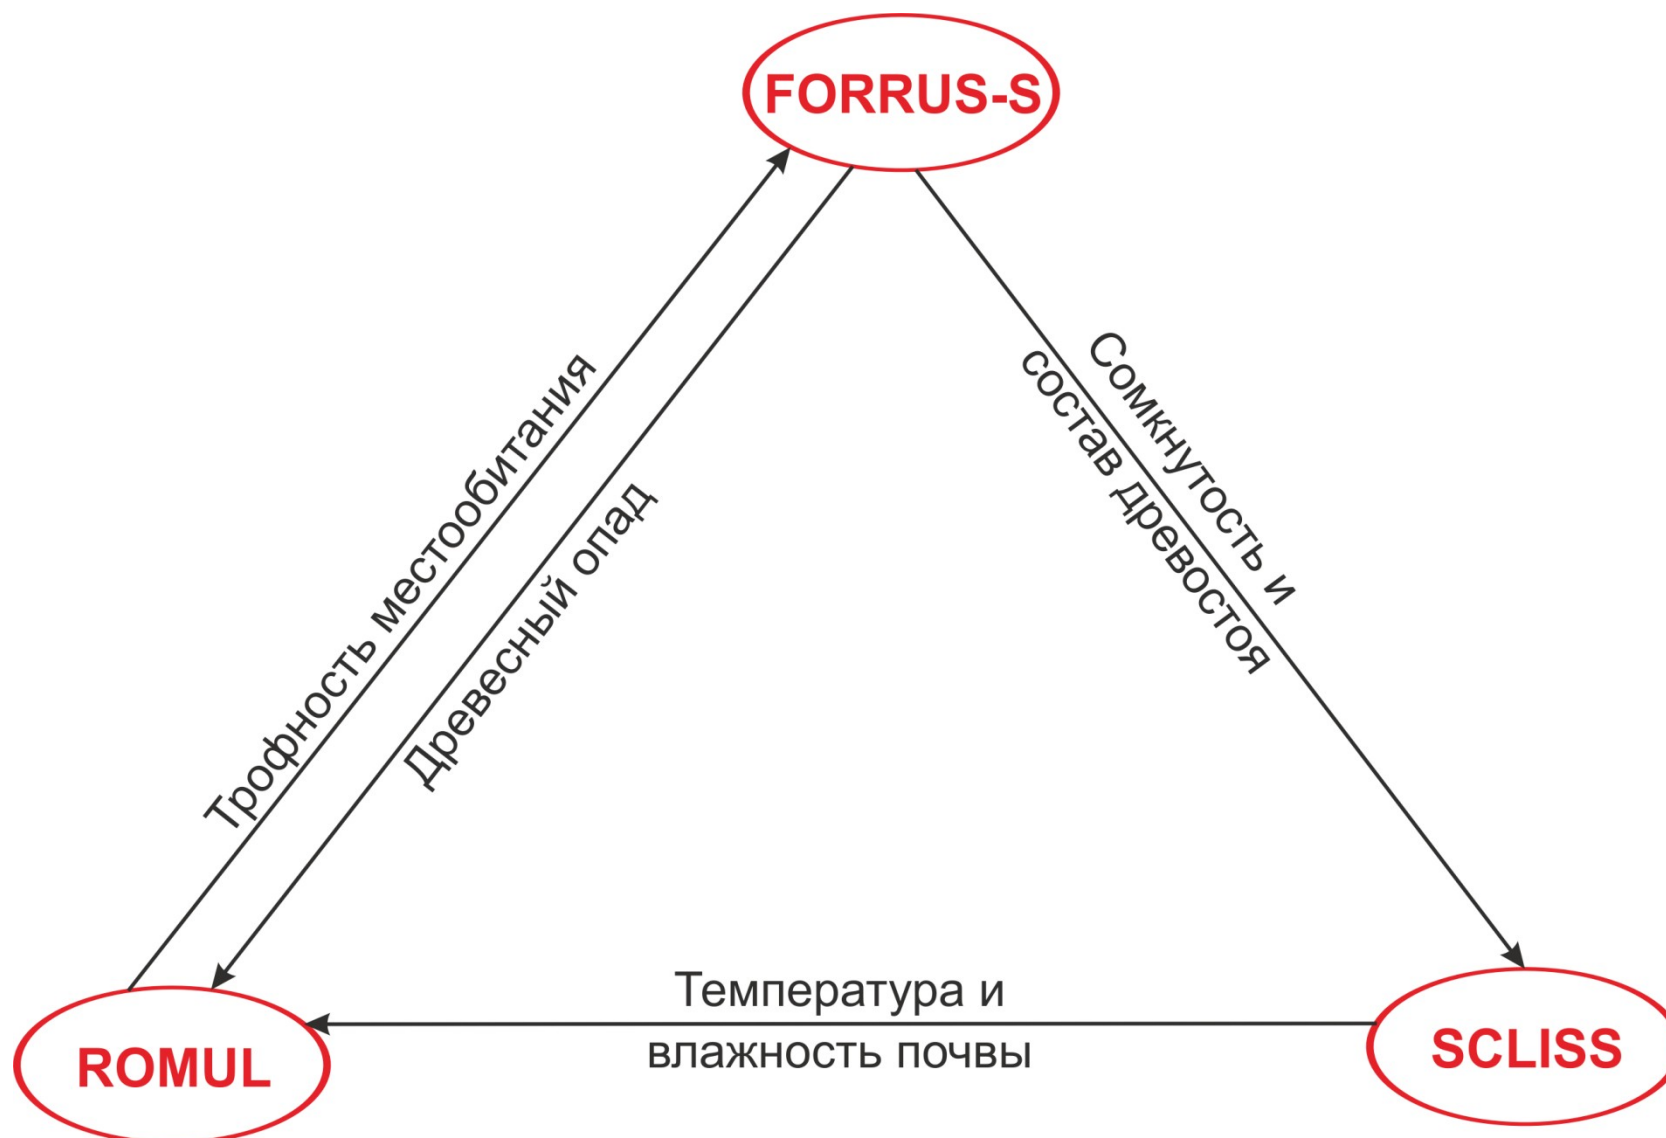 FORRUS-S
Трофность местообитания
Древесный опад
Сомкнутость и
состав древостоя
Температура и
влажность почвы
ROMUL
SCLISS